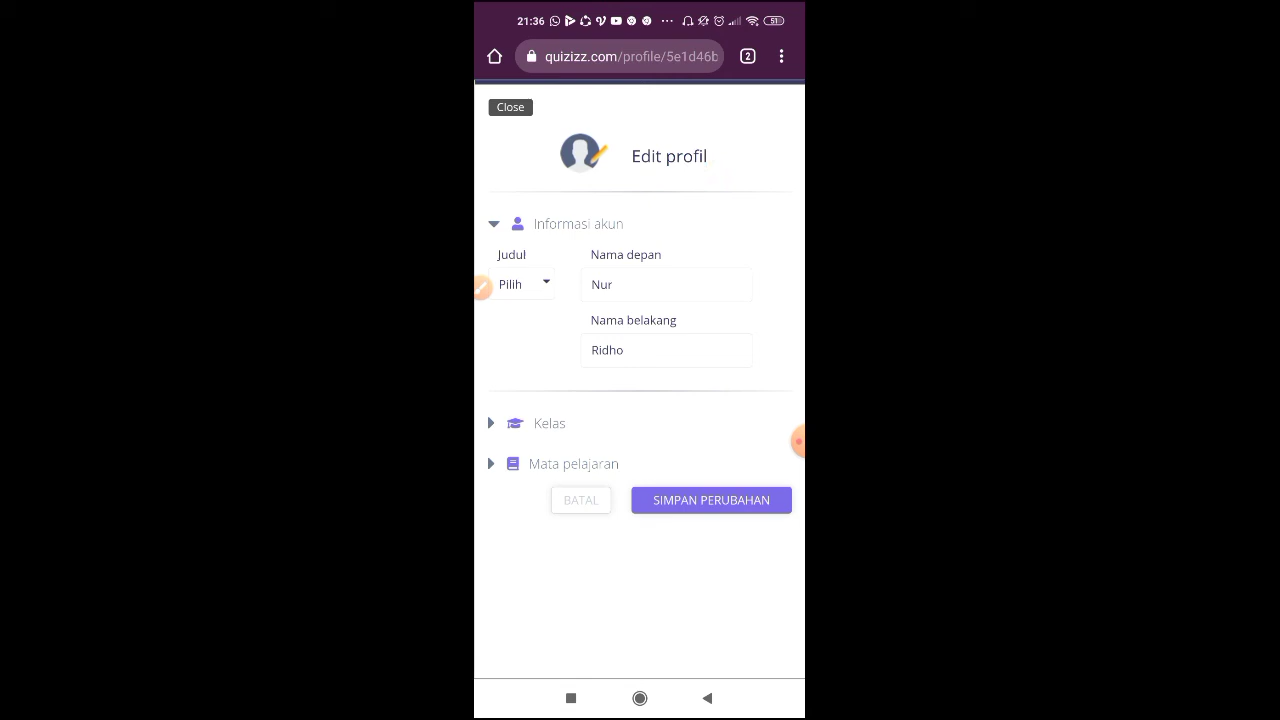 21:36
51
quizizz.com/profile/5e1d46b
2
Close
Edit profil
Informasi akun
Judul
Nama depan
Pilih
Nur
Nama belakang
Ridho
Kelas
Mata pelajaran
BATAL
SIMPAN PERUBAHAN